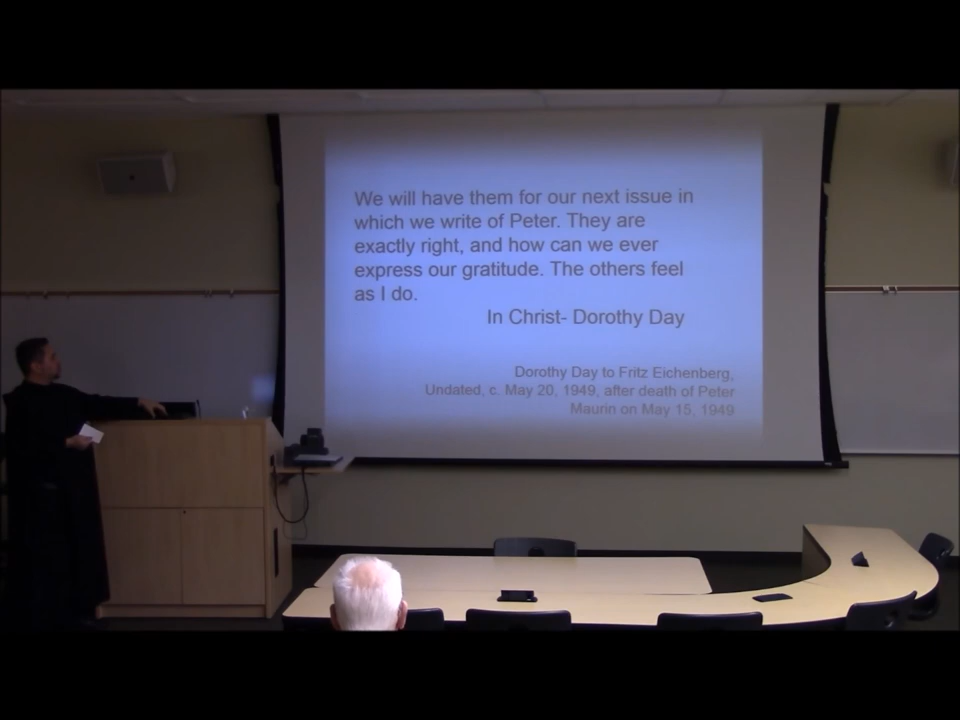 We will have them for our next issue in
which we write of Peter. They are
exactly right, and how can we ever
express our gratitude. The others feel
as I do.
In Christ- Dorothy Day
Dorothy Day to Fritz Eichenberg,
Undated, c. May 20, 1949, after death of Peter
Maurin on May 15, 1949